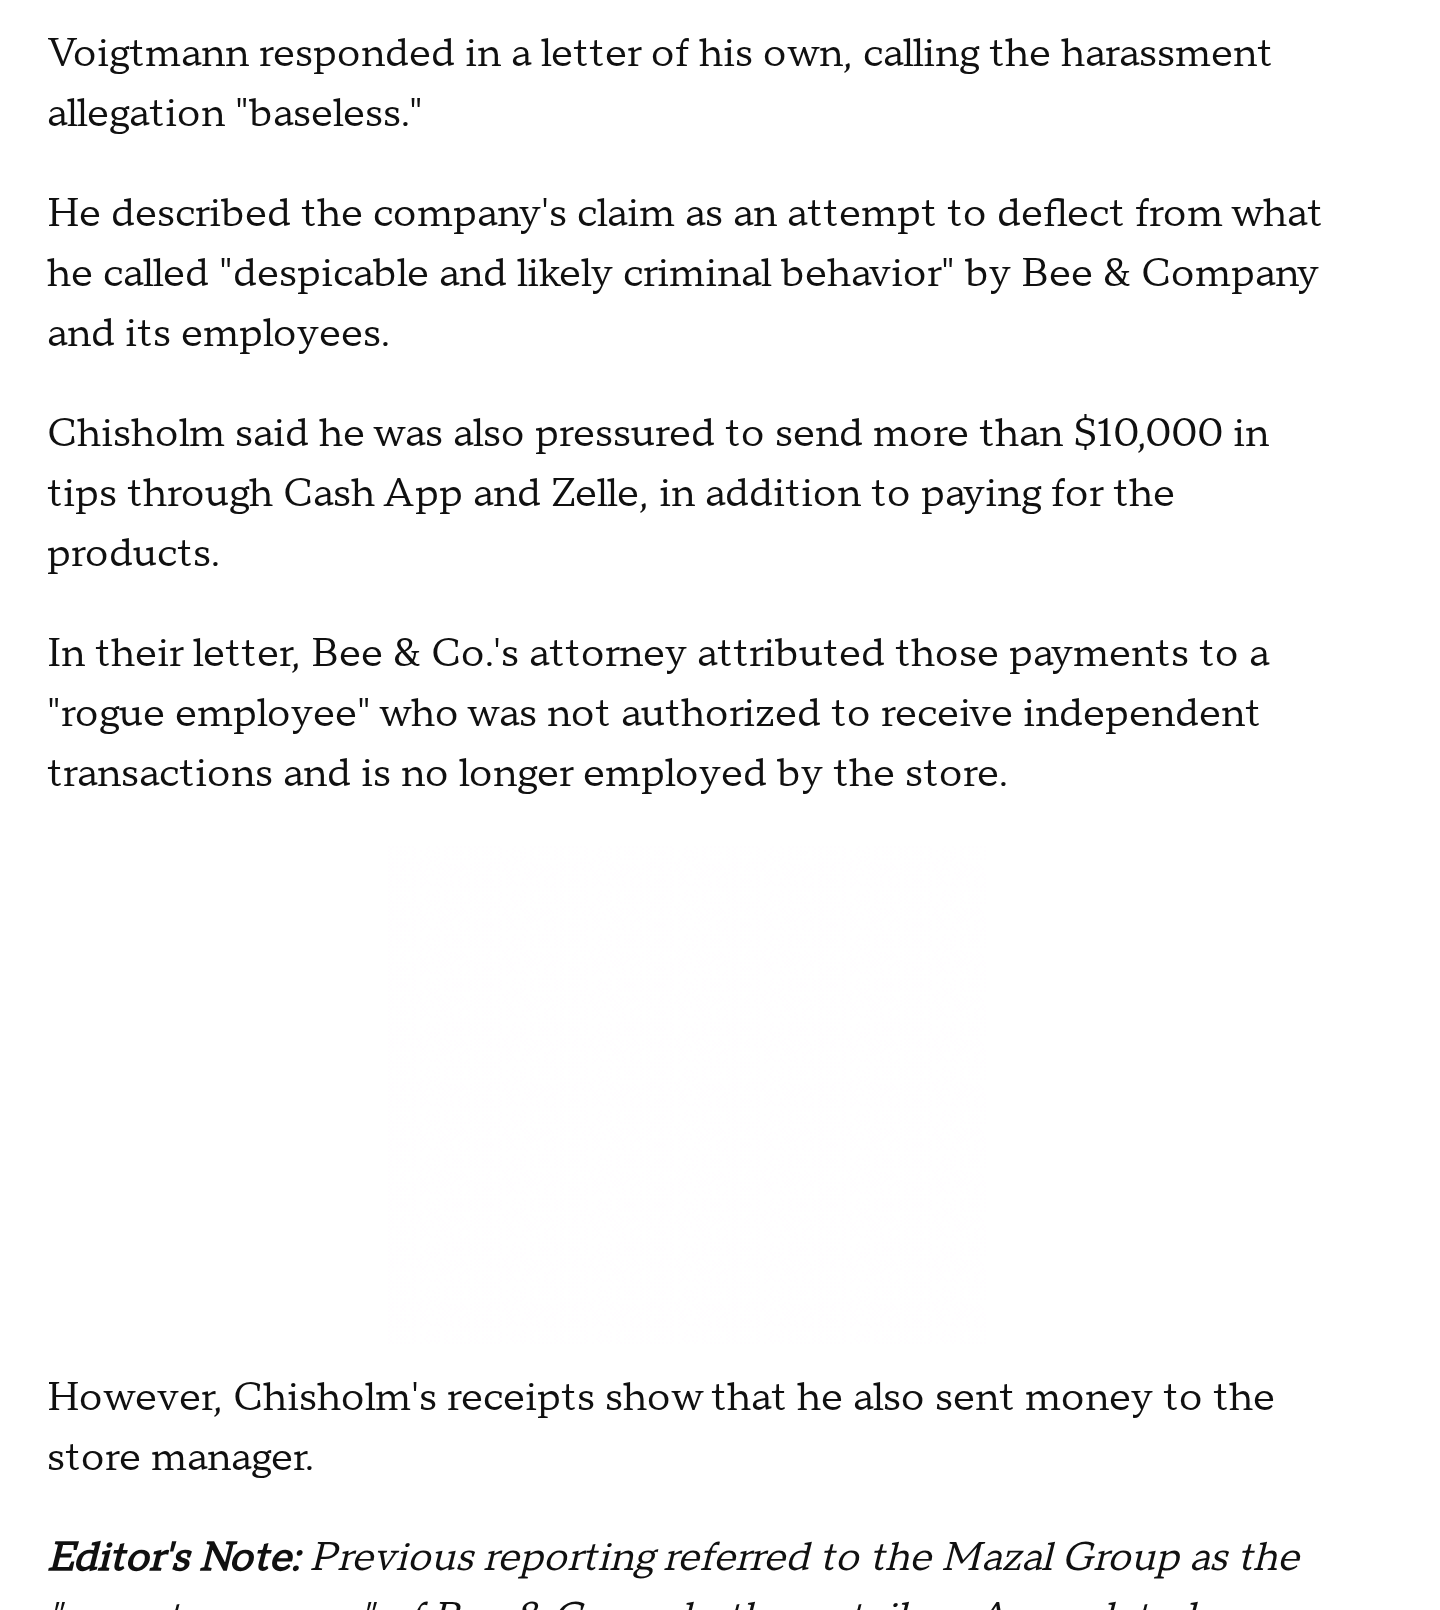 Voigtmann responded in a letter of his own, calling the harassment
allegation "baseless."
He described the company's claim as an attempt to deflect from what
he called "despicable and likely criminal behavior" by Bee & Company
and its employees.
Chisholm said he was also pressured to send more than $10,000 in
tips through Cash App and Zelle, in addition to paying for the
products.
In their letter, Bee & Co.'s attorney attributed those payments to a
"rogue employee" who was not authorized to receive independent
transactions and is no longer employed by the store.
However, Chisholm's receipts show that he also sent money to the
store manager.
Editor's Note: Previous reporting referred to the Mazal Group as the